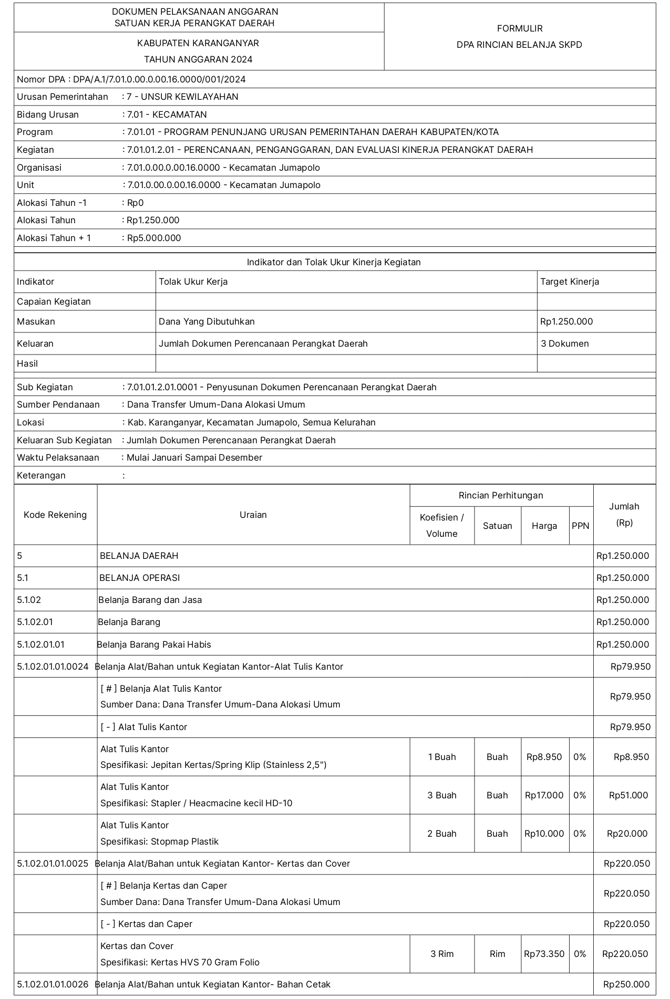 DOKUMEN PELAKSANAAN ANGGARAN
SATUAN KERJA PERANGKAT DAERAH
KABUPATEN KARANGANYAR
TAHUN ANGGARAN 2024
FORMULIR
DPA RINCIAN BELANJA SKPD
Nomor DPA : DPA/A.1/7.01.0.00.0.00.16.0000/001/2024
Urusan Pemerintahan : 7 - UNSUR KEWILAYAHAN
Bidang Urusan : 7.01 - KECAMATAN
Program : 7.01.01 - PROGRAM PENUNJANG URUSAN PEMERINTAHAN DAERAH KABUPATEN/KOTA
Kegiatan : 7.01.01.2.01 - PERENCANAAN, PENGANGGARAN, DAN EVALUASI KINERJA PERANGKAT DAERAH
Organisasi : 7.01.0.00.0.00.16.0000 - Kecamatan Jumapolo
Unit : 7.01.0.00.0.00.16.0000 - Kecamatan Jumapolo
Alokasi Tahun -1 : Rp0
Alokasi Tahun : Rp1.250.000
Alokasi Tahun + 1 : Rp5.000.000
Indikator dan Tolak Ukur Kinerja Kegiatan
Indikator Tolak Ukur Kerja Target Kinerja
Capaian Kegiatan
Masukan Dana Yang Dibutuhkan Rp1.250.000
Keluaran Jumlah Dokumen Perencanaan Perangkat Daerah 3 Dokumen
Hasil
Sub Kegiatan : 7.01.01.2.01.0001 - Penyusunan Dokumen Perencanaan Perangkat Daerah
Sumber Pendanaan : Dana Transfer Umum-Dana Alokasi Umum
Lokasi : Kab. Karanganyar, Kecamatan Jumapolo, Semua Kelurahan
Keluaran Sub Kegiatan : Jumlah Dokumen Perencanaan Perangkat Daerah
Waktu Pelaksanaan : Mulai Januari Sampai Desember
Keterangan :
Kode Rekening Uraian Rincian Perhitungan Jumlah (Rp)
Koefisien / Volume Satuan Harga PPN
5 BELANJA DAERAH Rp1.250.000
5.1 BELANJA OPERASI Rp1.250.000
5.1.02 Belanja Barang dan Jasa Rp1.250.000
5.1.02.01 Belanja Barang Rp1.250.000
5.1.02.01.01 Belanja Barang Pakai Habis Rp1.250.000
5.1.02.01.01.0024 Belanja Alat/Bahan untuk Kegiatan Kantor-Alat Tulis Kantor Rp79.950
[ # ] Belanja Alat Tulis Kantor
Sumber Dana: Dana Transfer Umum-Dana Alokasi Umum Rp79.950
[ - ] Alat Tulis Kantor Rp79.950
Alat Tulis Kantor
Spesifikasi: Jepitan Kertas/Spring Klip (Stainless 2,5") 1 Buah Buah Rp8.950 0% Rp8.950
Alat Tulis Kantor
Spesifikasi: Stapler / Heacmacine kecil HD-10 3 Buah Buah Rp17.000 0% Rp51.000
Alat Tulis Kantor
Spesifikasi: Stopmap Plastik 2 Buah Buah Rp10.000 0% Rp20.000
5.1.02.01.01.0025 Belanja Alat/Bahan untuk Kegiatan Kantor- Kertas dan Cover Rp220.050
[ # ] Belanja Kertas dan Caper
Sumber Dana: Dana Transfer Umum-Dana Alokasi Umum Rp220.050
[ - ] Kertas dan Caper Rp220.050
Kertas dan Cover
Spesifikasi: Kertas HVS 70 Gram Folio 3 Rim Rim Rp73.350 0% Rp220.050
5.1.02.01.01.0026 Belanja Alat/Bahan untuk Kegiatan Kantor- Bahan Cetak Rp250.000